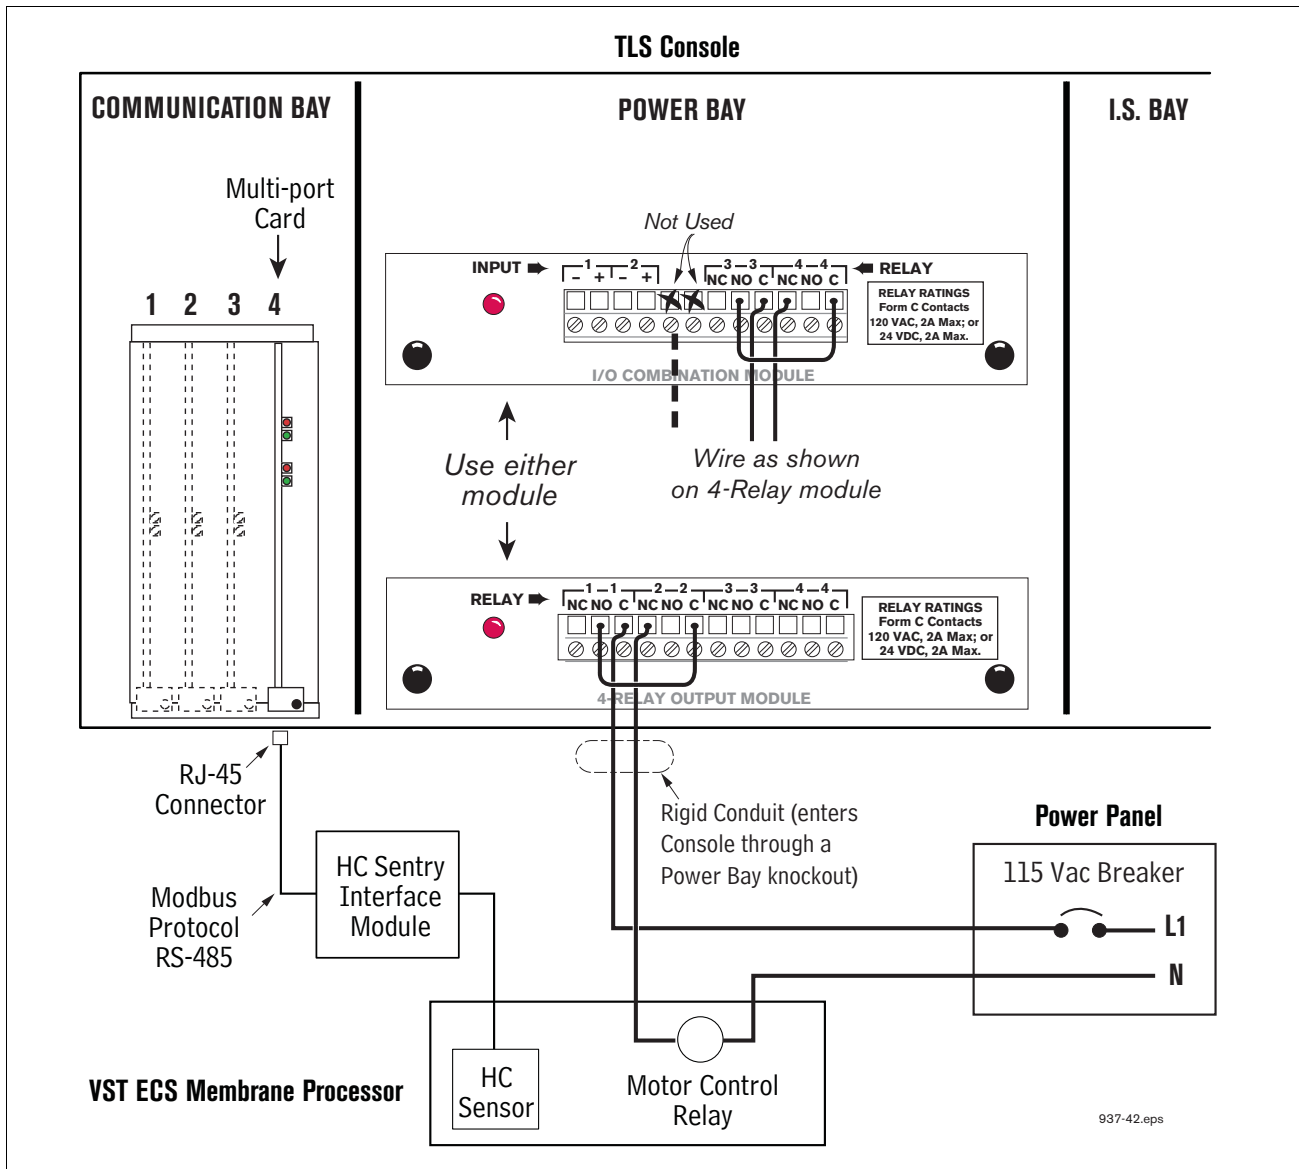 TLS Console
COMMUNICATION BAY
POWER BAY
I.S. BAY
Multi-port
Card
1 2 3 4
Not Used
INPUT
1 2
- + - +
3 3 4 4
NC NO C NC NO C
RELAY
RELAY RATINGS
Form C Contacts
120 VAC, 2A Max; or
24 VDC, 2A Max.
I/O COMBINATION MODULE
Use either
module
Wire as shown
on 4-Relay module
RELAY
1 1 2 2 3 3 4 4
NC NO C NC NO C NC NO C NC NO C
RELAY RATINGS
Form C Contacts
120 VAC, 2A Max; or
24 VDC, 2A Max.
4-RELAY OUTPUT MODULE
RJ-45
Connector
Rigid Conduit (enters
Console through a
Power Bay knockout)
Power Panel
115 Vac Breaker
L1
N
HC Sentry
Interface
Module
Modbus
Protocol
RS-485
VST ECS Membrane Processor
HC
Sensor
Motor Control
Relay
937-42.eps